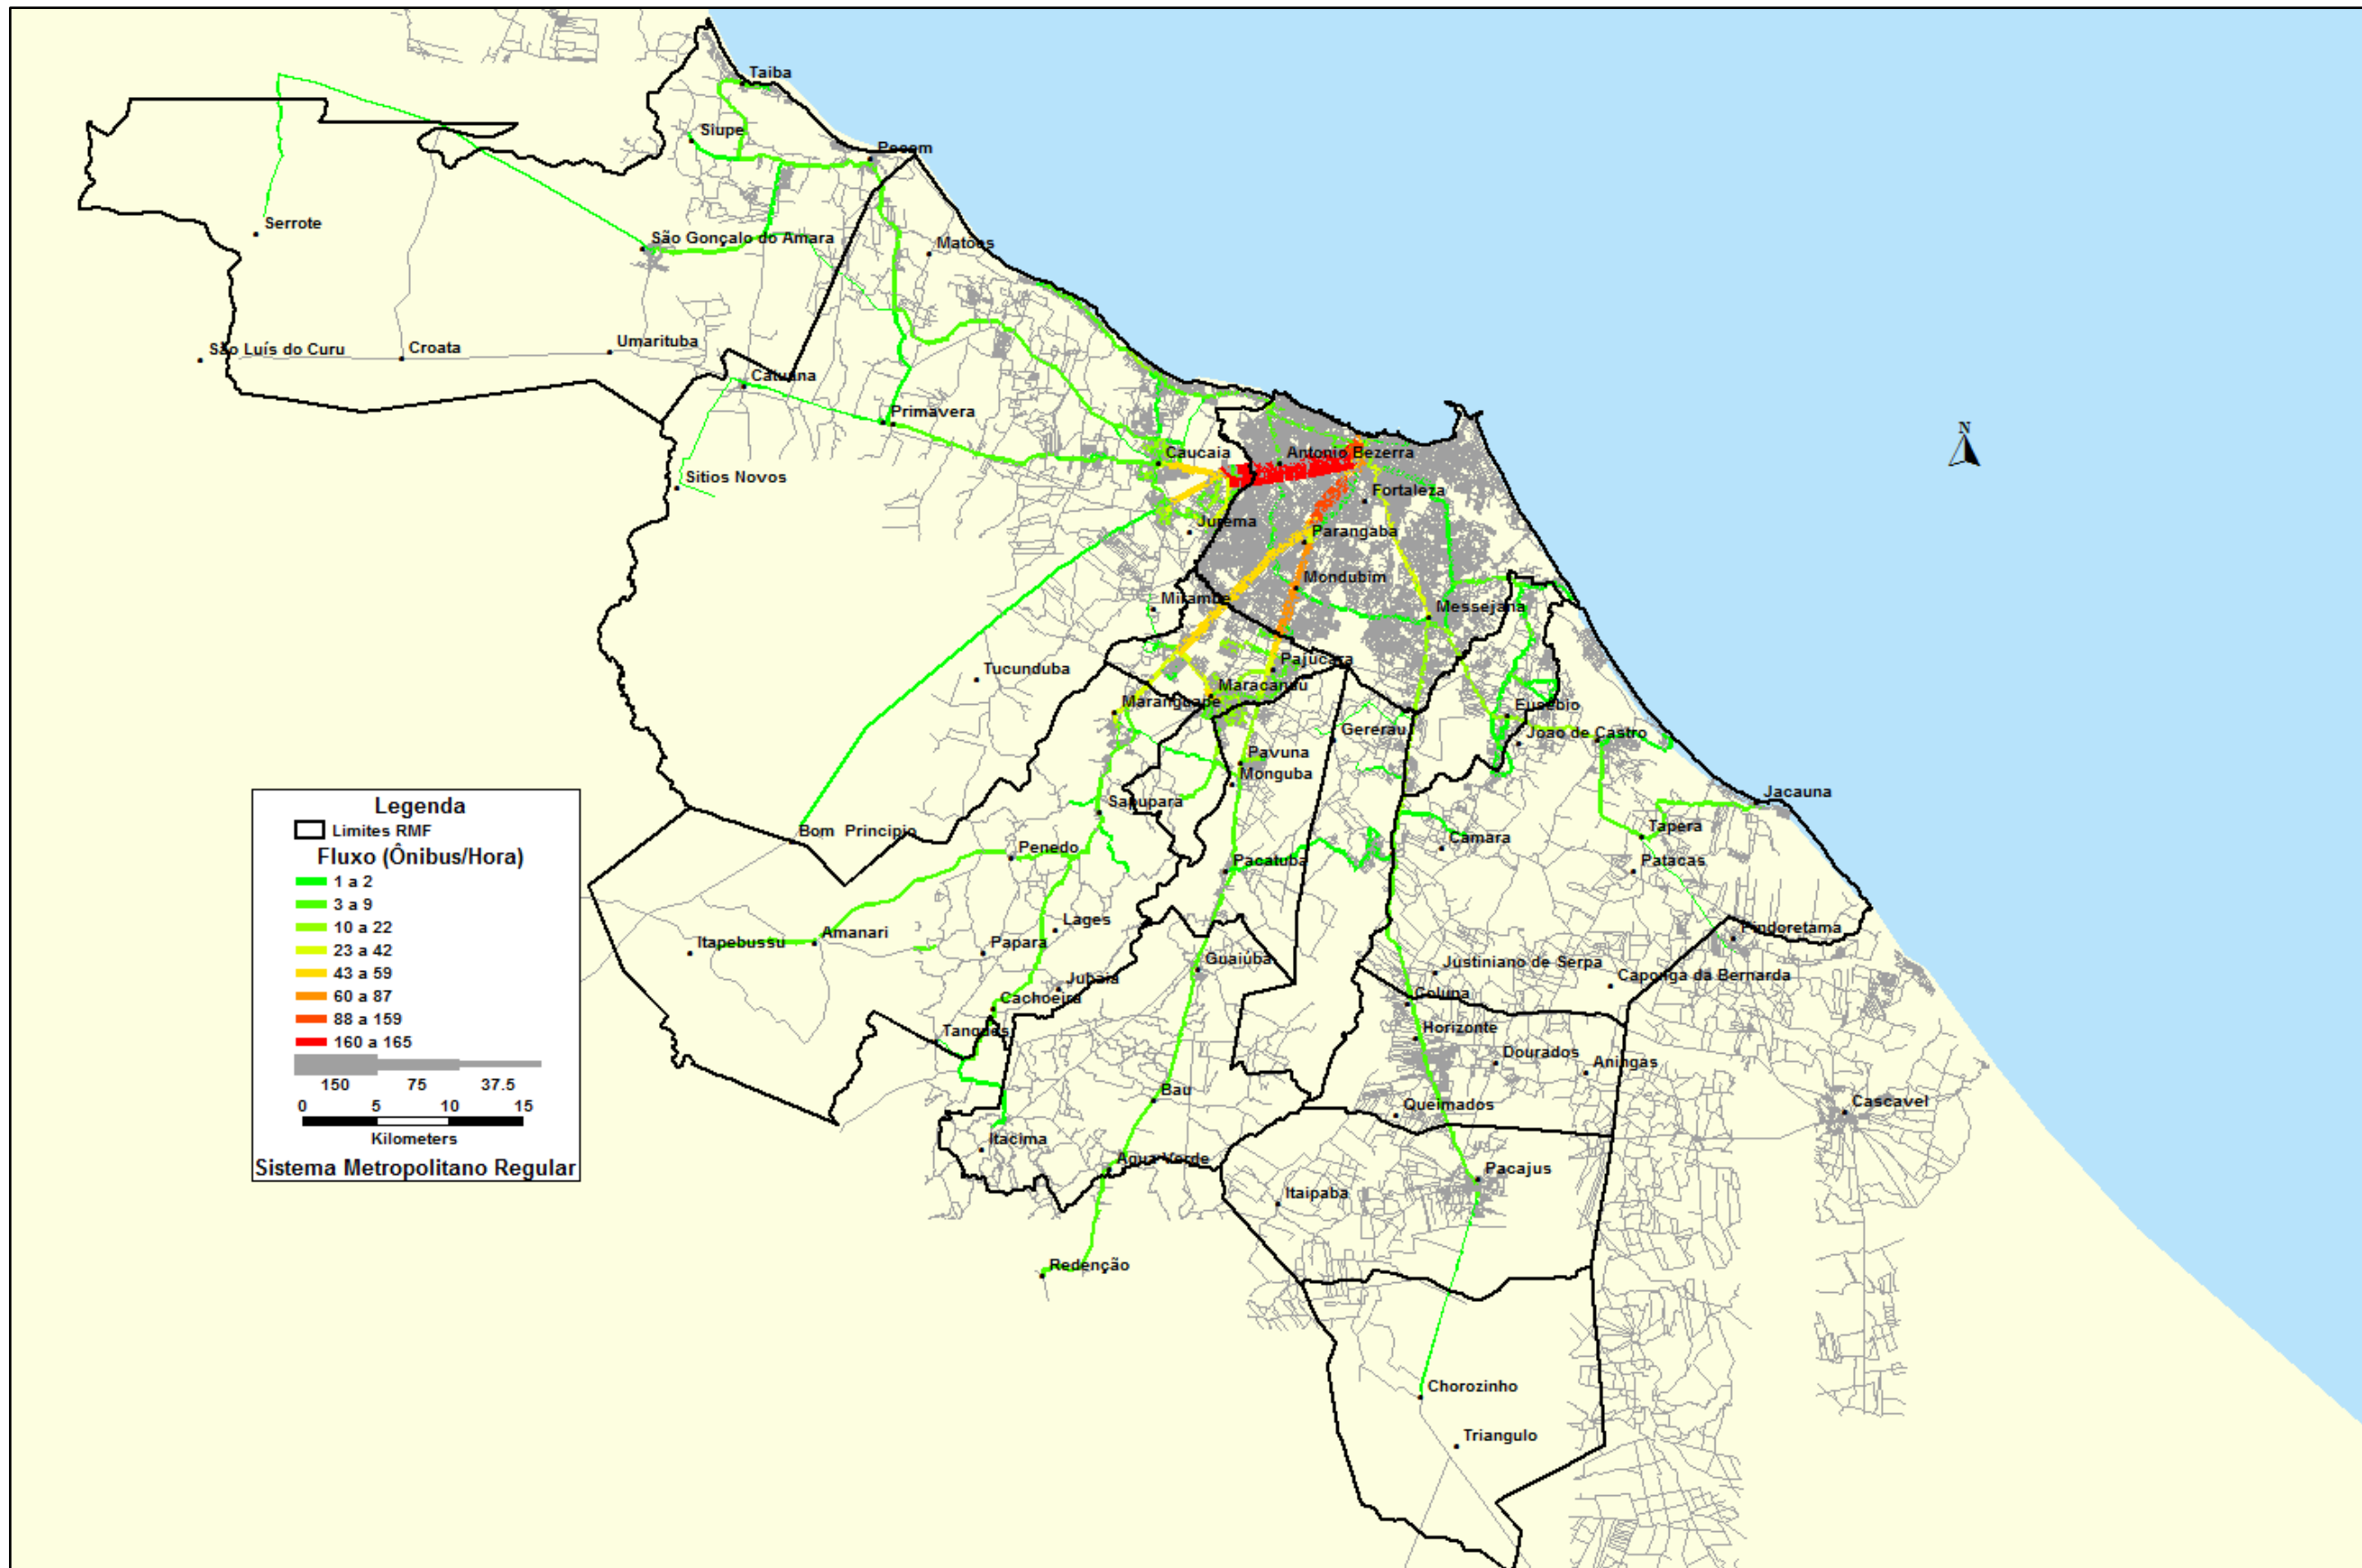 Taiba
Siupe
Pecem
Serrote
São Gonçalo do Amara
Matoes
São Luís do Curu
Croata
Umarituba
Catuana
Primavera
Caucaia
Antonio Bezerra
N
Sitios Novos
Fortaleza
Jurema
Parangaba
Mondubim
Mirambe
Messejana
Tucunduba
Pajucara
Maracanau
Maranguape
Eusebio
Gererau
Joao de Castro
Pavuna
Monguba
Jacauna
Sapupara
Bom Principio
Tapera
Camara
Penedo
Pacatuba
Patacas
Lages
Amanari
Itapebussu
Papara
Pindoretama
Guaiúba
Justiniano de Serpa
Caponga da Bernarda
Jubaia
Cachoeira
Coluna
Tanques
Horizonte
Dourados
Aningas
Bau
Queimados
Cascavel
Itacima
Agua Verde
Pacajus
Itaipaba
Redenção
Chorozinho
Triangulo
Legenda
Limites RMF
Fluxo (Ônibus/Hora)
1 a 2
3 a 9
10 a 22
23 a 42
43 a 59
60 a 87
88 a 159
160 a 165
150 75 37.5
0 5 10 15
Kilometers
Sistema Metropolitano Regular